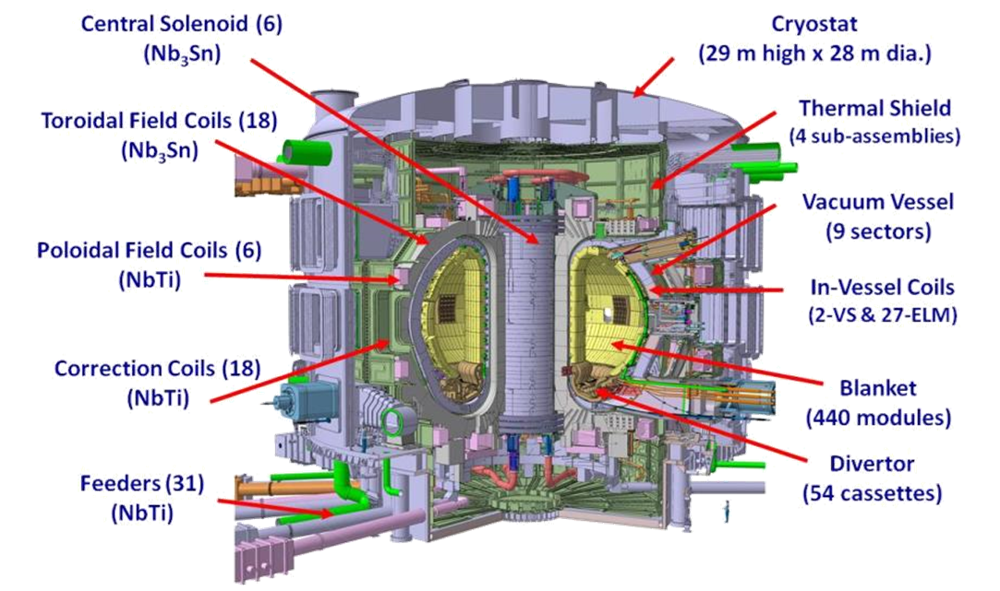 Central Solenoid (6)
(Nb₃Sn)
Toroidal Field Coils (18)
(Nb₃Sn)
Poloidal Field Coils (6)
(NbTi)
Correction Coils (18)
(NbTi)
Feeders (31)
(NbTi)
Cryostat
(29 m high x 28 m dia.)
Thermal Shield
(4 sub-assemblies)
Vacuum Vessel
(9 sectors)
In-Vessel Coils
(2-VS & 27-ELM)
Blanket
(440 modules)
Divertor
(54 cassettes)